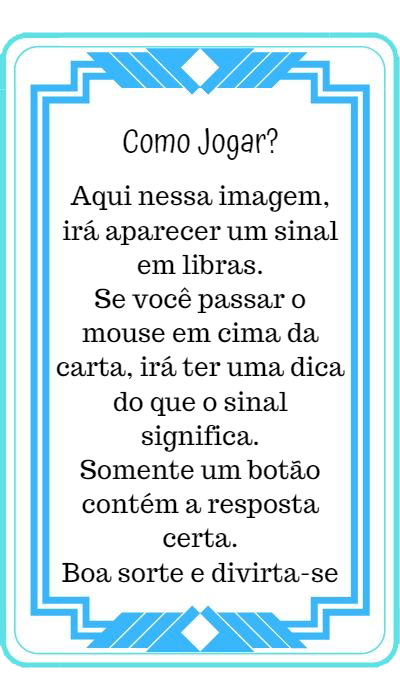 Como Jogar?
Aqui nessa imagem,
irá aparecer um sinal
em libras.
Se você passar o
mouse em cima da
carta, irá ter uma dica
do que o sinal
significa.
Somente um botão
contém a resposta
certa.
Boa sorte e divirta-se